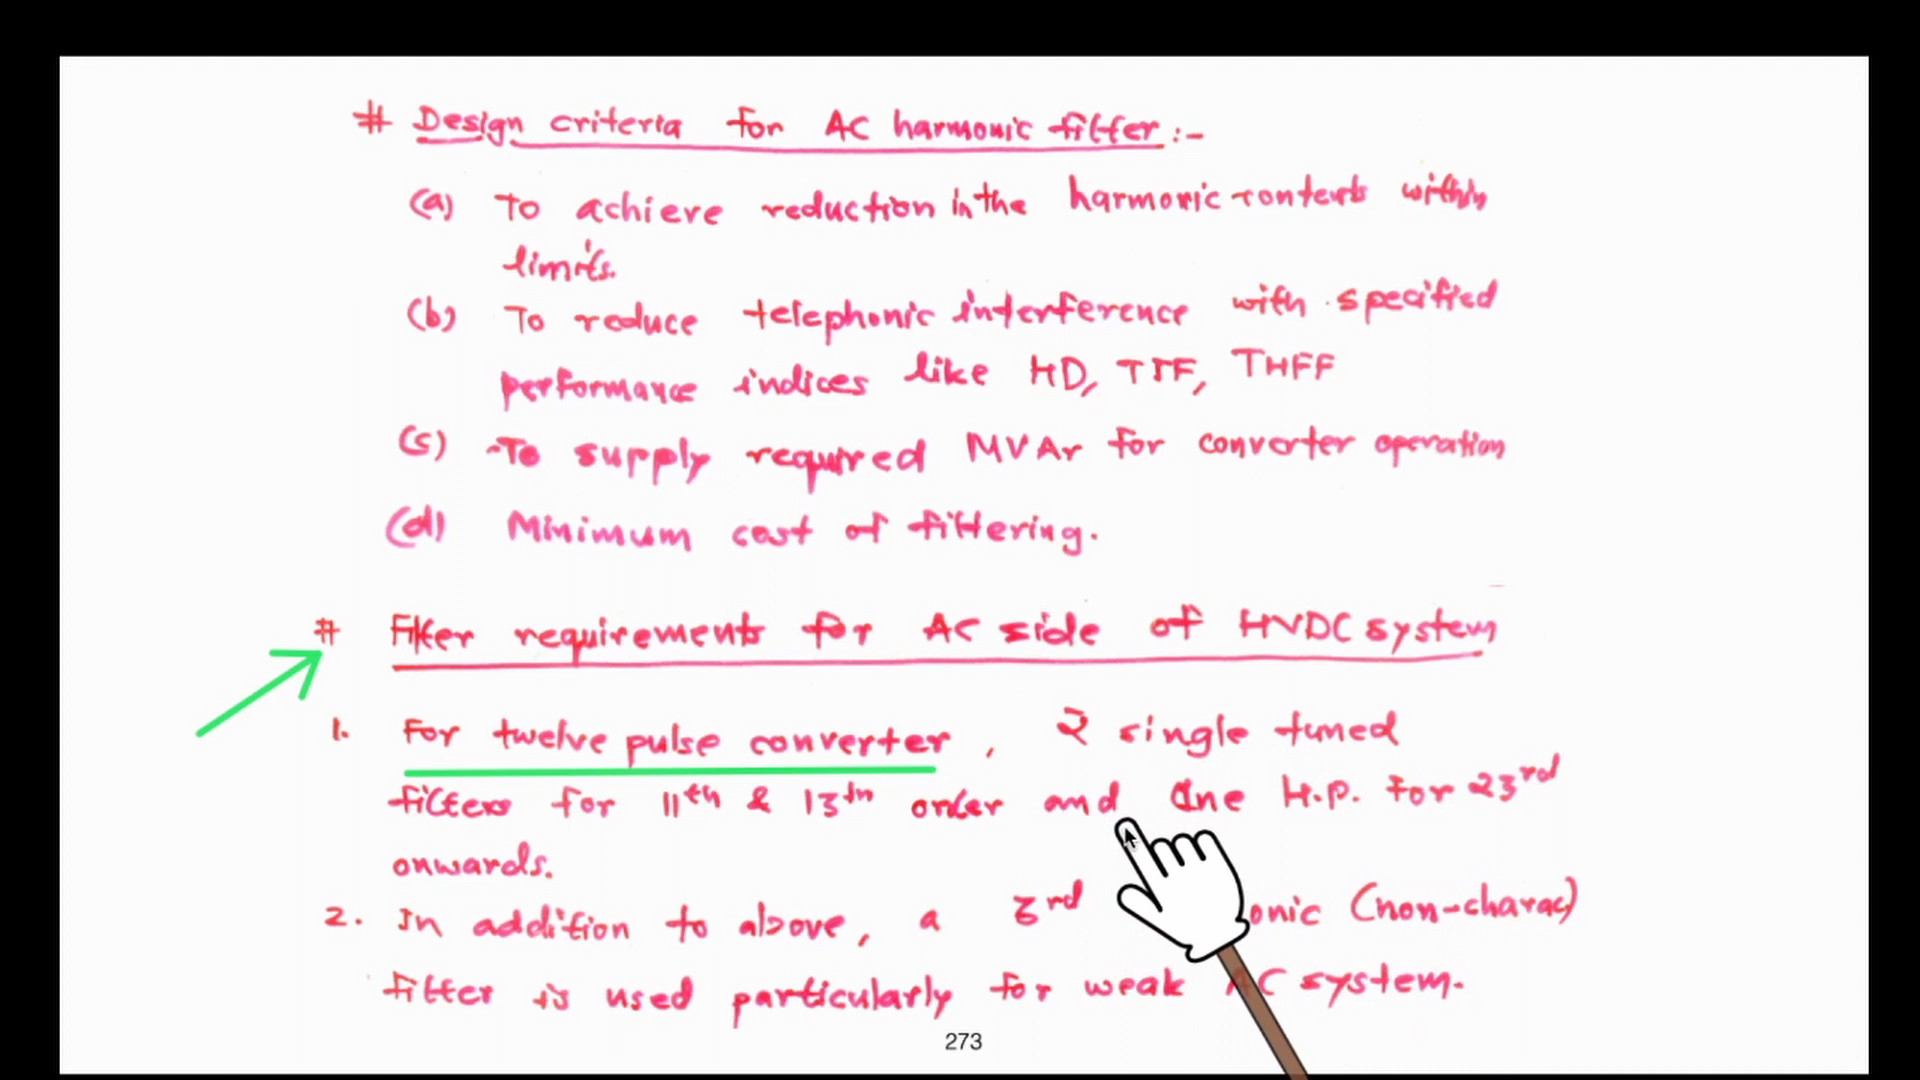 # Design criteria for AC harmonic filter :-
(a) To achieve reduction in the harmonic contents within
limits.
(b) To reduce telephonic interference with specified
performance indices like HD, TIF, THFF
(c) To supply required MVAr for converter operation
(d) Minimum cost of filtering.
# Filter requirements for AC side of HVDC system
1. For twelve pulse converter, 2 single tuned
filters for 11th & 13th order and One H.P. For 23rd
onwards.
2. In addition to above, a 3rd onic (non-charac)
filter is used particularly for weak AC system.
273